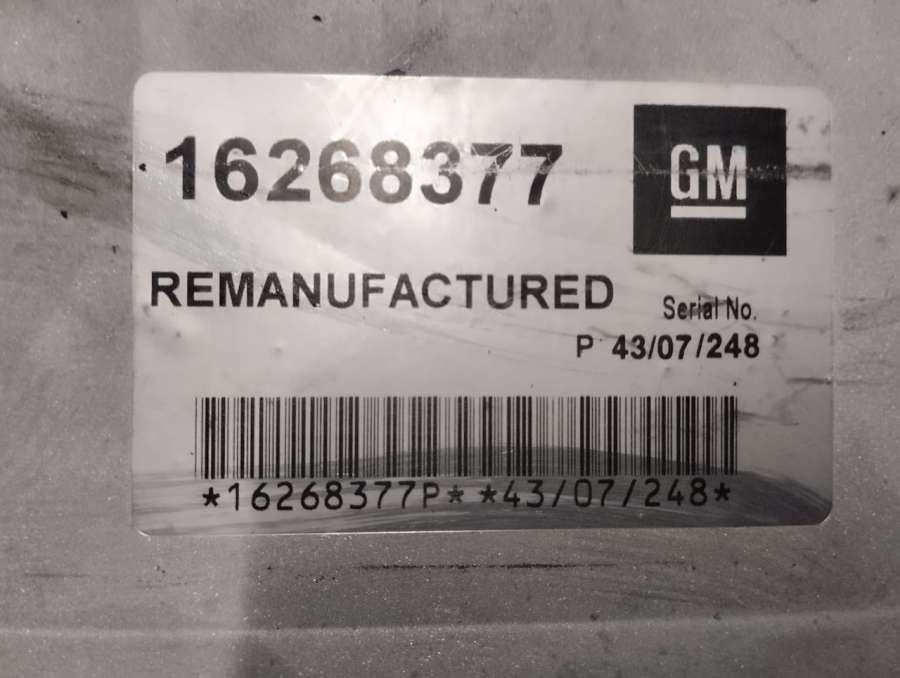 16268377
GM
REMANUFACTURED
Serial No.
P 43/07/248
*16268377P* *43/07/248*